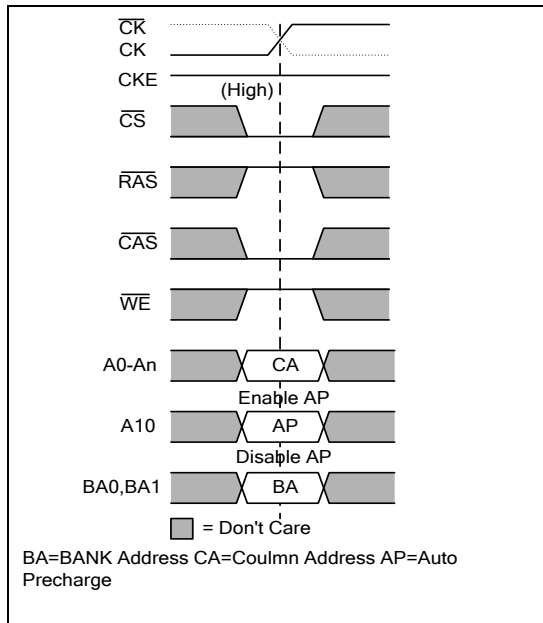 CK
CK
CKE
(High)
CS
RAS
CAS
WE
A0-An
CA
Enable AP
A10
AP
Disable AP
BA0,BA1
BA
= Don't Care
BA=BANK Address CA=Coulmn Address AP=Auto
Precharge